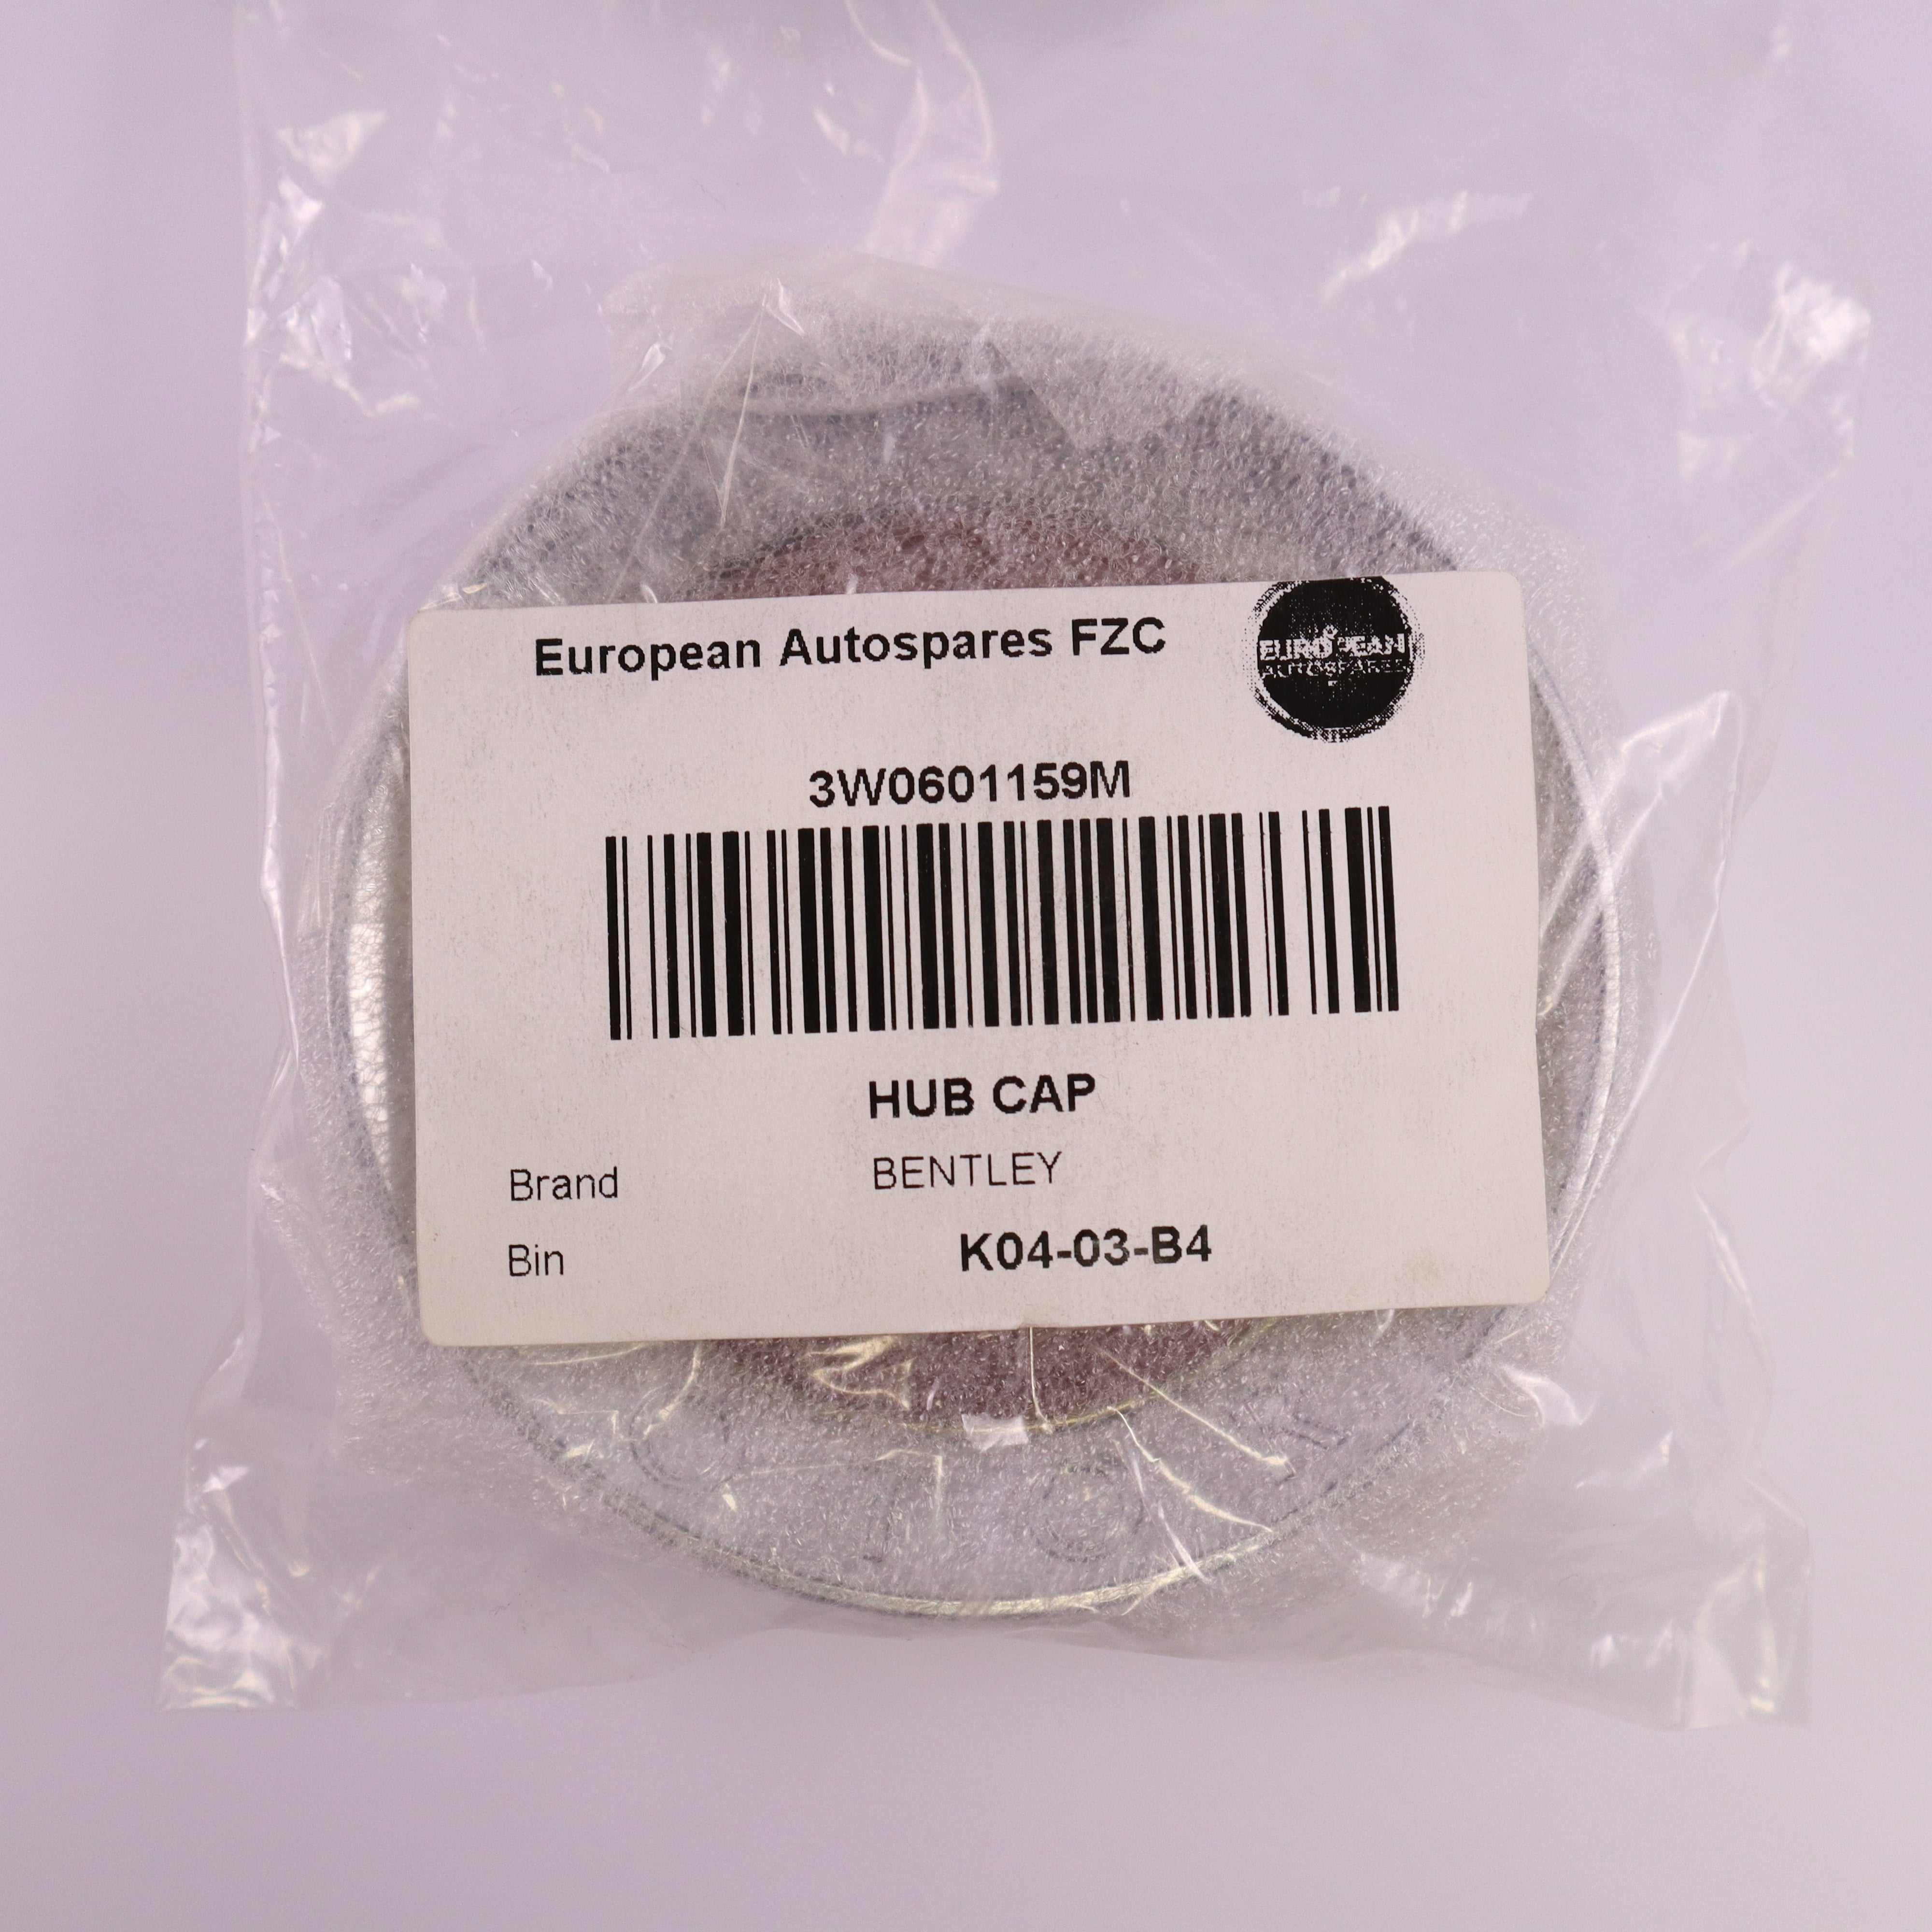 European Autospares FZC
EUROPEAN
AUTOSPARES
3W0601159M
HUB CAP
Brand BENTLEY
Bin K04-03-B4